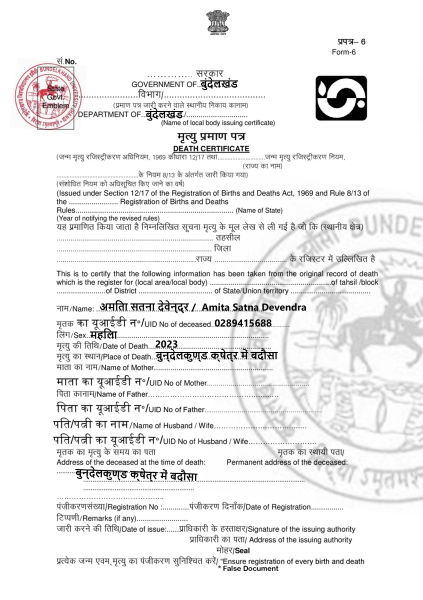 प्रपत्र– 6
Form-6
सं.No.
............. सरकार
GOVERNMENT OF..बुंदेलखंड
State
Govt.
Emblem
...................विभाग/..............................
(प्रमाण पत्र जारी करने वाले स्थानीय निकाय कानाम)
DEPARTMENT OF..बुंदेलखंड/........................
(Name of local body issuing certificate)
मृत्यु प्रमाण पत्र
DEATH CERTIFICATE
(जन्म मृत्यु रजिस्ट्रीकरण अधिनियम, 1969 कीधारा 12/17 तथा......................जन्म मृत्यु रजिस्ट्रीकरण नियम,
(राज्य का नाम)
...............................के नियम 8/13 के अंतर्गत जारी किया गया)
(संशोधित नियम को अधिसूचित किए जाने का वर्ष)
(Issued under Section 12/17 of the Registration of Births and Deaths Act, 1969 and Rule 8/13 of
the ..................... Registration of Births and Deaths
Rules................................................................ (Name of State)
(Year of notifying the revised rules)
यह प्रमाणित किया जाता है निम्नलिखित सूचना मृत्यु के मूल लेख से ली गई है जो कि (स्थानीय क्षेत्र)
................................................................ तहसील
................................................................ जिला
.......................................................राज्य ............................ के रजिस्टर में उल्लिखित है
This is to certify that the following information has been taken from the original record of death
which is the register for (local area/local body) ........................................... of tahsil /block
....................of District .............................. of State/Union territory ................................
नाम/Name: अमति सतना देवेन्द्र / Amita Satna Devendra
मृतक का यूआईडी न°/UID No of deceased 0289415688
लिंग/Sex..महला
मृत्यु की तिथि/Date of Death...2023
मृत्यु का स्थान/Place of Death..बुन्देलकुण्ड क्षेत्र में बदौसा
माता का नाम/Name of Mother................................
माता का यूआईडी न°/UID No of Mother................................
पिता कानाम/Name of Father................................
पिता का यूआईडी न°/UID No of Father................................
पति/पत्नी का नाम/Name of Husband / Wife....................
पति/पत्नी का यूआईडी न°/UID No of Husband / Wife....................
मृतक का मृत्यु के समय का पता मृतक का स्थायी पता/
Address of the deceased at the time of death: Permanent address of the deceased:
........बुन्देलकुण्ड क्षेत्र में बदौसा
पंजीकरणसंख्या/Registration No :............पंजीकरण दिनाँक/Date of Registration...............
टिप्पणी/Remarks (if any)........................
जारी करने की तिथि/Date of issue:......प्राधिकारी के हस्ताक्षर/Signature of the issuing authority
प्राधिकारी का पता/ Address of the issuing authority
मोहर/Seal
प्रत्येक जन्म एवम् मृत्यु का पंजीकरण सुनिश्चित करें/ "Ensure registration of every birth and death
* False Document